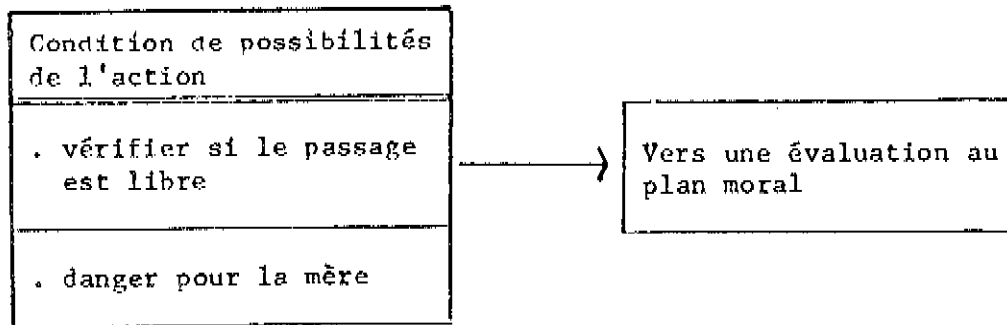 Condition de possibilités
de l'action
. vérifier si le passage
est libre
. danger pour la mère
Vers une évaluation au
plan moral